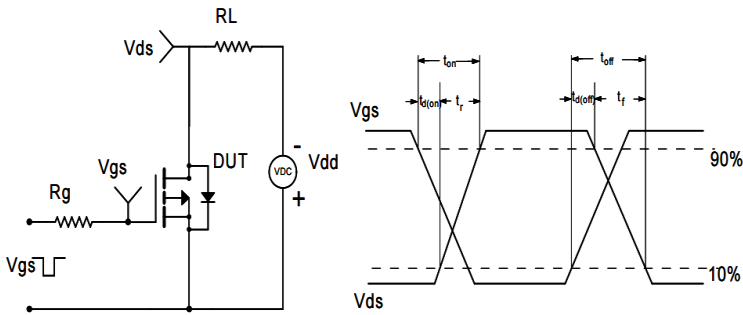 RL
Vds
ton
toff
td(on)
tr
td(off)
tf
Vgs
90%
-
Vgs
DUT
VDC
Vdd
Rg
+
Vgs
10%
Vds